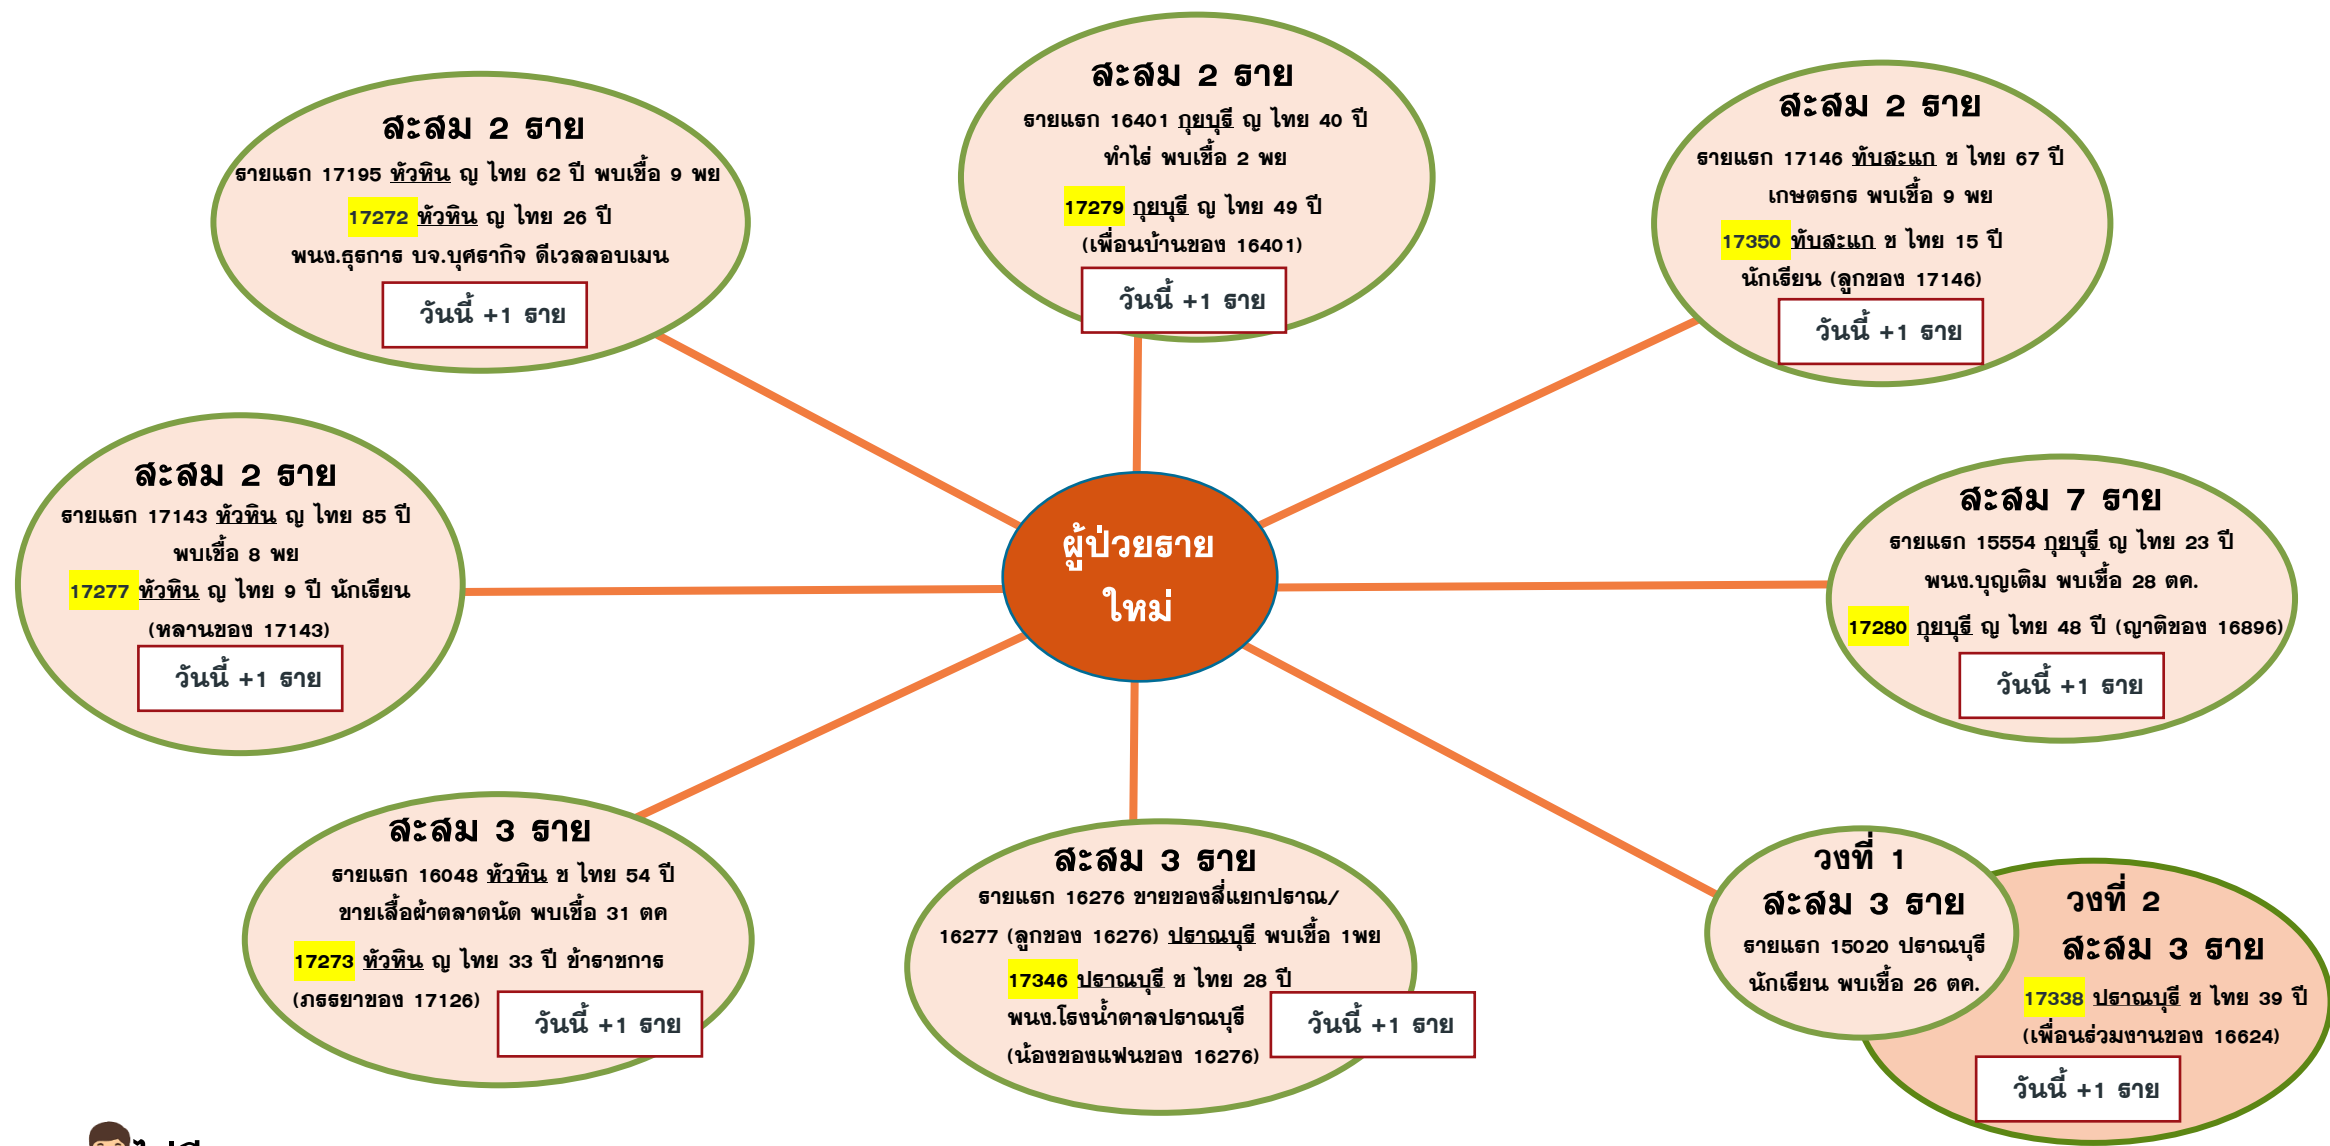 สะสม 2 ราย
รายแรก 17195 หัวหิน ญ ไทย 62 ปี พบเชื้อ 9 พย
17272 หัวหิน ญ ไทย 26 ปี
พนง.ธุรการ บจ.บุศรากิจ ดีเวลลอบเมน
วันนี้ +1 ราย
สะสม 2 ราย
รายแรก 16401 กุยบุรี ญ ไทย 40 ปี
ทำไร่ พบเชื้อ 2 พย
17279 กุยบุรี ญ ไทย 49 ปี
(เพื่อนบ้านของ 16401)
วันนี้ +1 ราย
สะสม 2 ราย
รายแรก 17146 ทับสะแก ช ไทย 67 ปี
เกษตรกร พบเชื้อ 9 พย
17350 ทับสะแก ช ไทย 15 ปี
นักเรียน (ลูกของ 17146)
วันนี้ +1 ราย
สะสม 2 ราย
รายแรก 17143 หัวหิน ญ ไทย 85 ปี
พบเชื้อ 8 พย
17277 หัวหิน ญ ไทย 9 ปี นักเรียน
(หลานของ 17143)
วันนี้ +1 ราย
ผู้ป่วยราย
ใหม่
สะสม 7 ราย
รายแรก 15554 กุยบุรี ญ ไทย 23 ปี
พนง.บุญเติม พบเชื้อ 28 ตค.
17280 กุยบุรี ญ ไทย 48 ปี (ญาติของ 16896)
วันนี้ +1 ราย
สะสม 3 ราย
รายแรก 16048 หัวหิน ช ไทย 54 ปี
ขายเสื้อผ้าตลาดนัด พบเชื้อ 31 ตค
17273 หัวหิน ญ ไทย 33 ปี ข้าราชการ
(ภรรยาของ 17126)
วันนี้ +1 ราย
สะสม 3 ราย
รายแรก 16276 ขายของสี่แยกปราณ/
16277 (ลูกของ 16276) ปราณบุรี พบเชื้อ 1พย
17346 ปราณบุรี ช ไทย 28 ปี
พนง.โรงน้ำตาลปราณบุรี
(น้องของแฟนของ 16276)
วันนี้ +1 ราย
วงที่ 1
สะสม 3 ราย
รายแรก 15020 ปราณบุรี
นักเรียน พบเชื้อ 26 ตค.
วงที่ 2
สะสม 3 ราย
17338 ปราณบุรี ช ไทย 39 ปี
(เพื่อนร่วมงานของ 16624)
วันนี้ +1 ราย